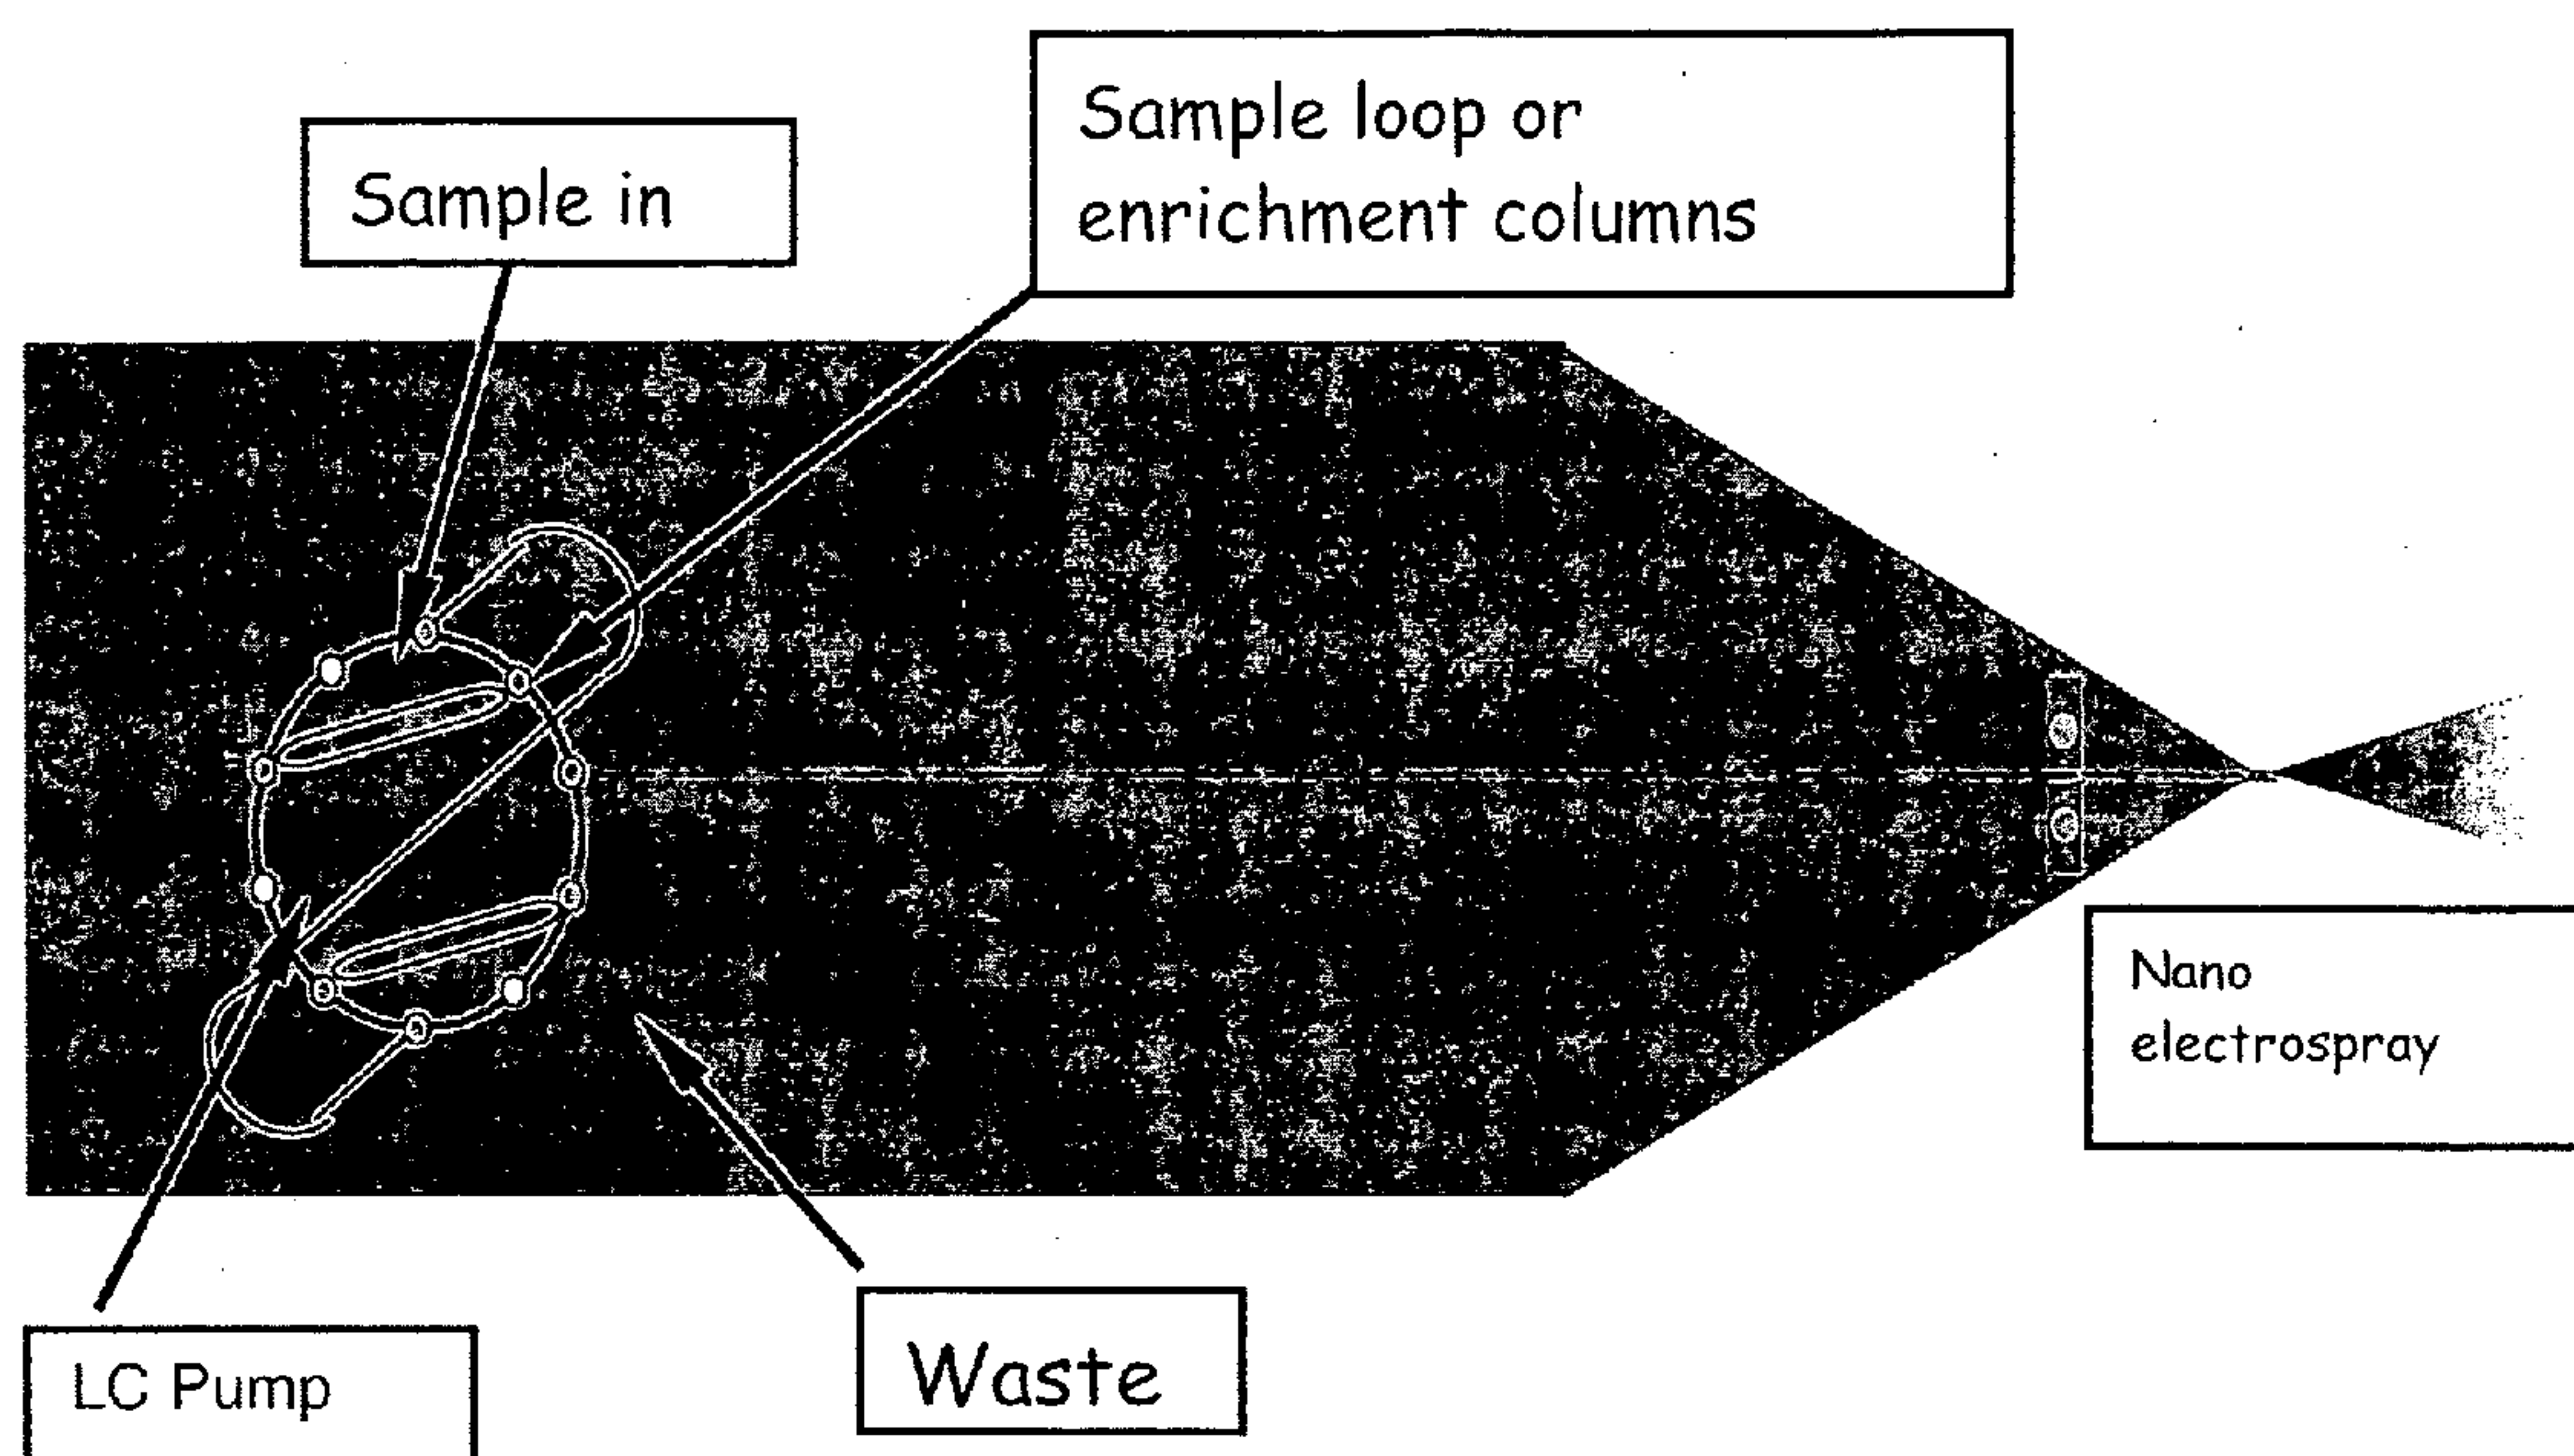 Sample in
Sample loop or
enrichment columns
Nano
electrospray
Waste
LC Pump